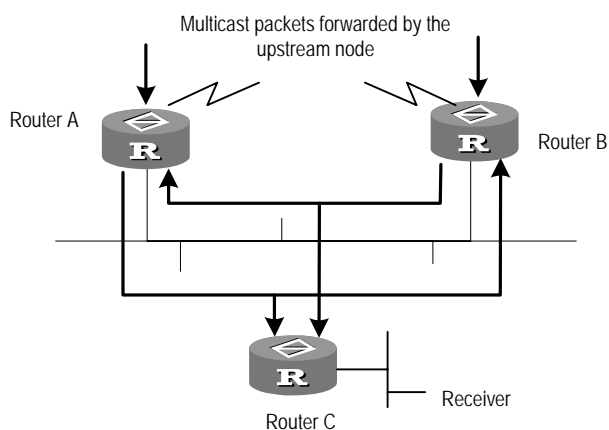 Multicast packets forwarded by the
upstream node
Router A
R
R
Router B
R
Receiver
Router C